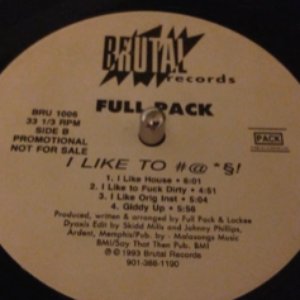 BRUTAL
records
FULL PACK
BRU 1006
33 1/3 RPM
SIDE B
PROMOTIONAL
NOT FOR SALE
PACK
I LIKE TO #@*§!
1. I Like House • 6:01
2. I Like to Fuck Dirty • 4:51
3. I Like Orig Inst • 5:04
4. Giddy Up • 5:56
Produced, written & arranged by Full Pack & Lockee
Dyaxis Edit by Skidd Mills and Johnny Phillips,
Ardent, Memphis/Pub. by - Malasongs Music
BMI/Say That Then Pub. BMI
℗ © 1993 Brutal Records
901-366-1190